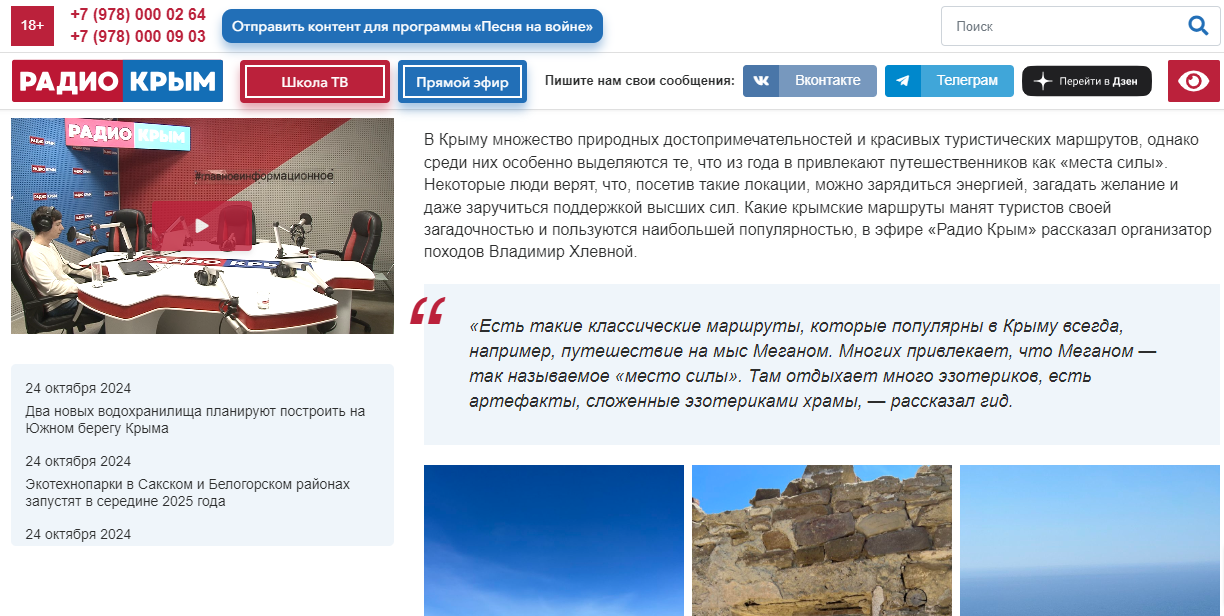 18+
+7 (978) 000 02 64
+7 (978) 000 09 03
Отправить контент для программы «Песня на войне»
Поиск
РАДИО КРЫМ
Школа ТВ
Прямой эфир
Пишите нам свои сообщения:
Вконтакте
Телеграм
Перейти в Дзен
РАДИО КРЫМ
#главноеинформационное
В Крыму множество природных достопримечательностей и красивых туристических маршрутов, однако
среди них особенно выделяются те, что из года в привлекают путешественников как «места силы».
Некоторые люди верят, что, посетив такие локации, можно зарядиться энергией, загадать желание и
даже заручиться поддержкой высших сил. Какие крымские маршруты манят туристов своей
загадочностью и пользуются наибольшей популярностью, в эфире «Радио Крым» рассказал организатор
походов Владимир Хлевной.
«Есть такие классические маршруты, которые популярны в Крыму всегда,
например, путешествие на мыс Меганом. Многих привлекает, что Меганом —
так называемое «место силы». Там отдыхает много эзотериков, есть
артефакты, сложенные эзотериками храмы, — рассказал гид.
24 октября 2024
Два новых водохранилища планируют построить на
Южном берегу Крыма
24 октября 2024
Экотехнопарки в Сакском и Белогорском районах
запустят в середине 2025 года
24 октября 2024